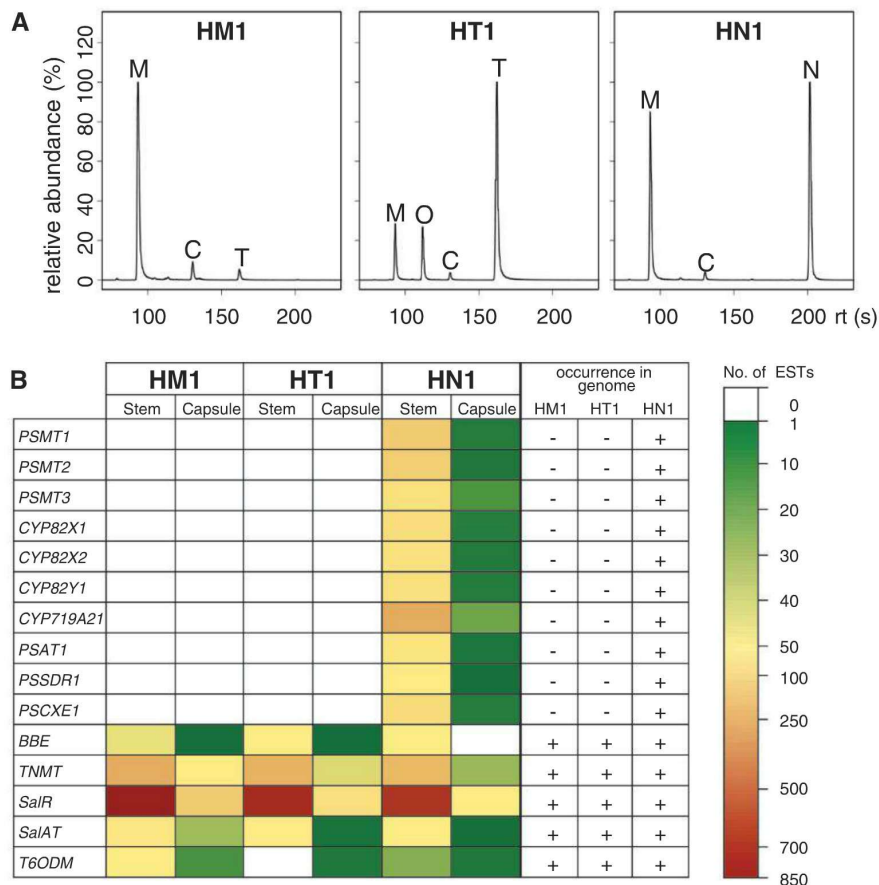 A
HM1
HT1
HN1
relative abundance (%)
120
100
80
60
40
20
0
M
C
T
M
O
C
T
M
C
N
100 150 200
100 150 200
100 150 200 rt (s)
B
HM1 HT1 HN1 occurrence in genome
Stem Capsule Stem Capsule Stem Capsule HM1 HT1 HN1
PSMT1 - - +
PSMT2 - - +
PSMT3 - - +
CYP82X1 - - +
CYP82X2 - - +
CYP82Y1 - - +
CYP719A21 - - +
PSAT1 - - +
PSSDR1 - - +
PSCXE1 - - +
BBE + + +
TNMT + + +
SalR + + +
SalAT + + +
T6ODM + + +
No. of ESTs
0
1
10
20
30
40
50
100
250
500
700
850